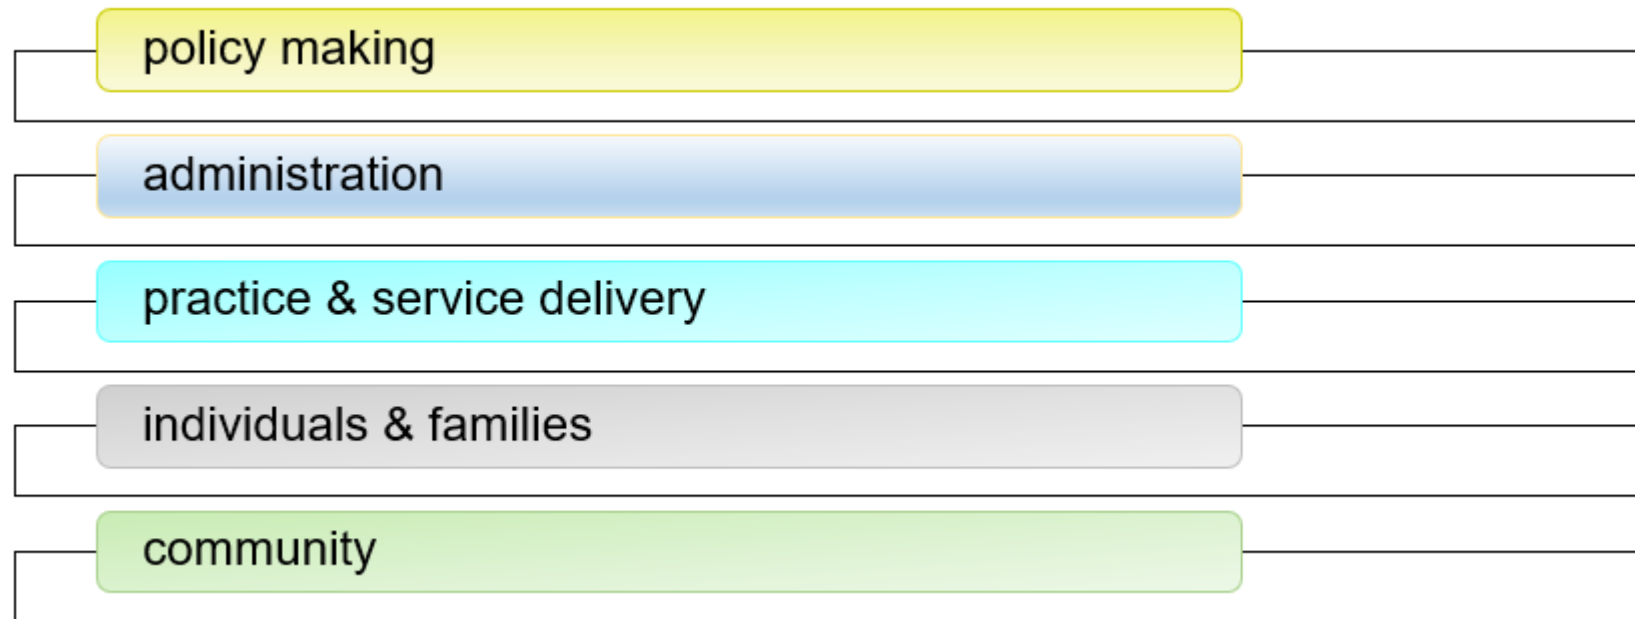 policy making
administration
practice & service delivery
individuals & families
community